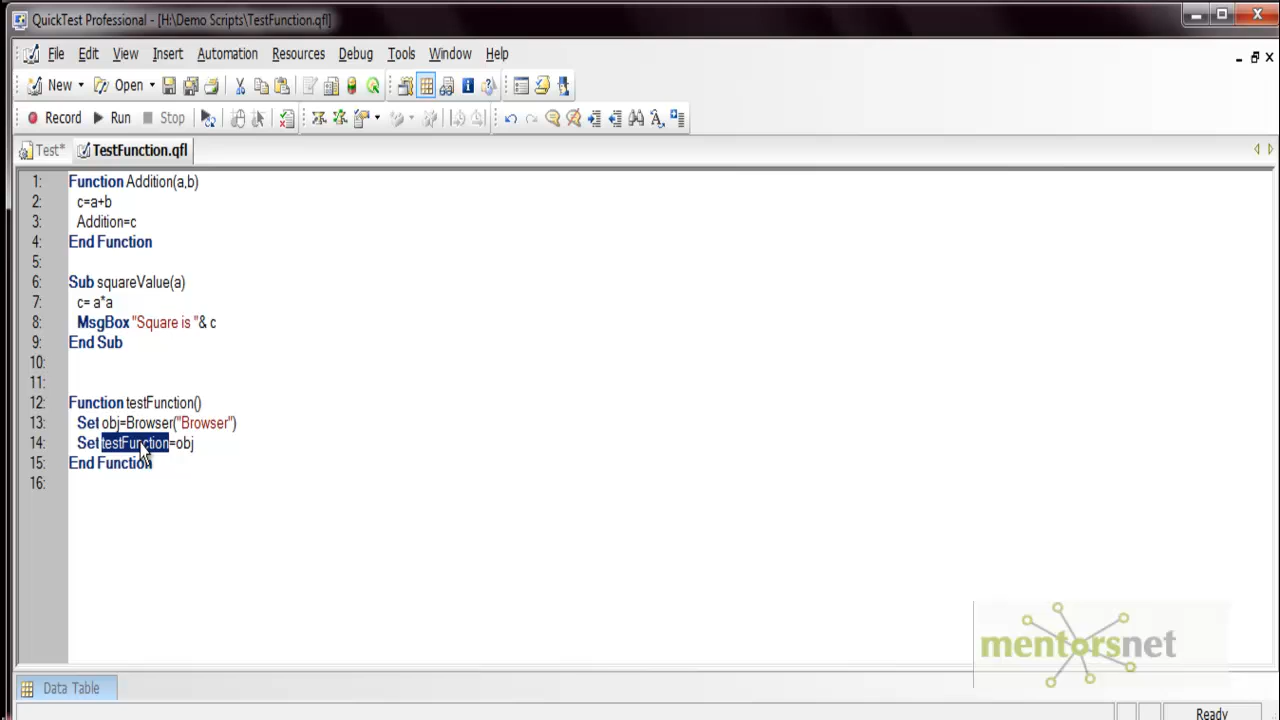 QuickTest Professional - [H:\Demo Scripts\TestFunction.qfl]
File Edit View Insert Automation Resources Debug Tools Window Help
New Open
Record Run Stop
Test* TestFunction.qfl
1: Function Addition(a,b)
2: c=a+b
3: Addition=c
4: End Function
5:
6: Sub squareValue(a)
7: c= a*a
8: MsgBox "Square is "& c
9: End Sub
10:
11:
12: Function testFunction()
13: Set obj=Browser("Browser")
14: Set testFunction=obj
15: End Function
16:
mentorsnet
Data Table
Ready